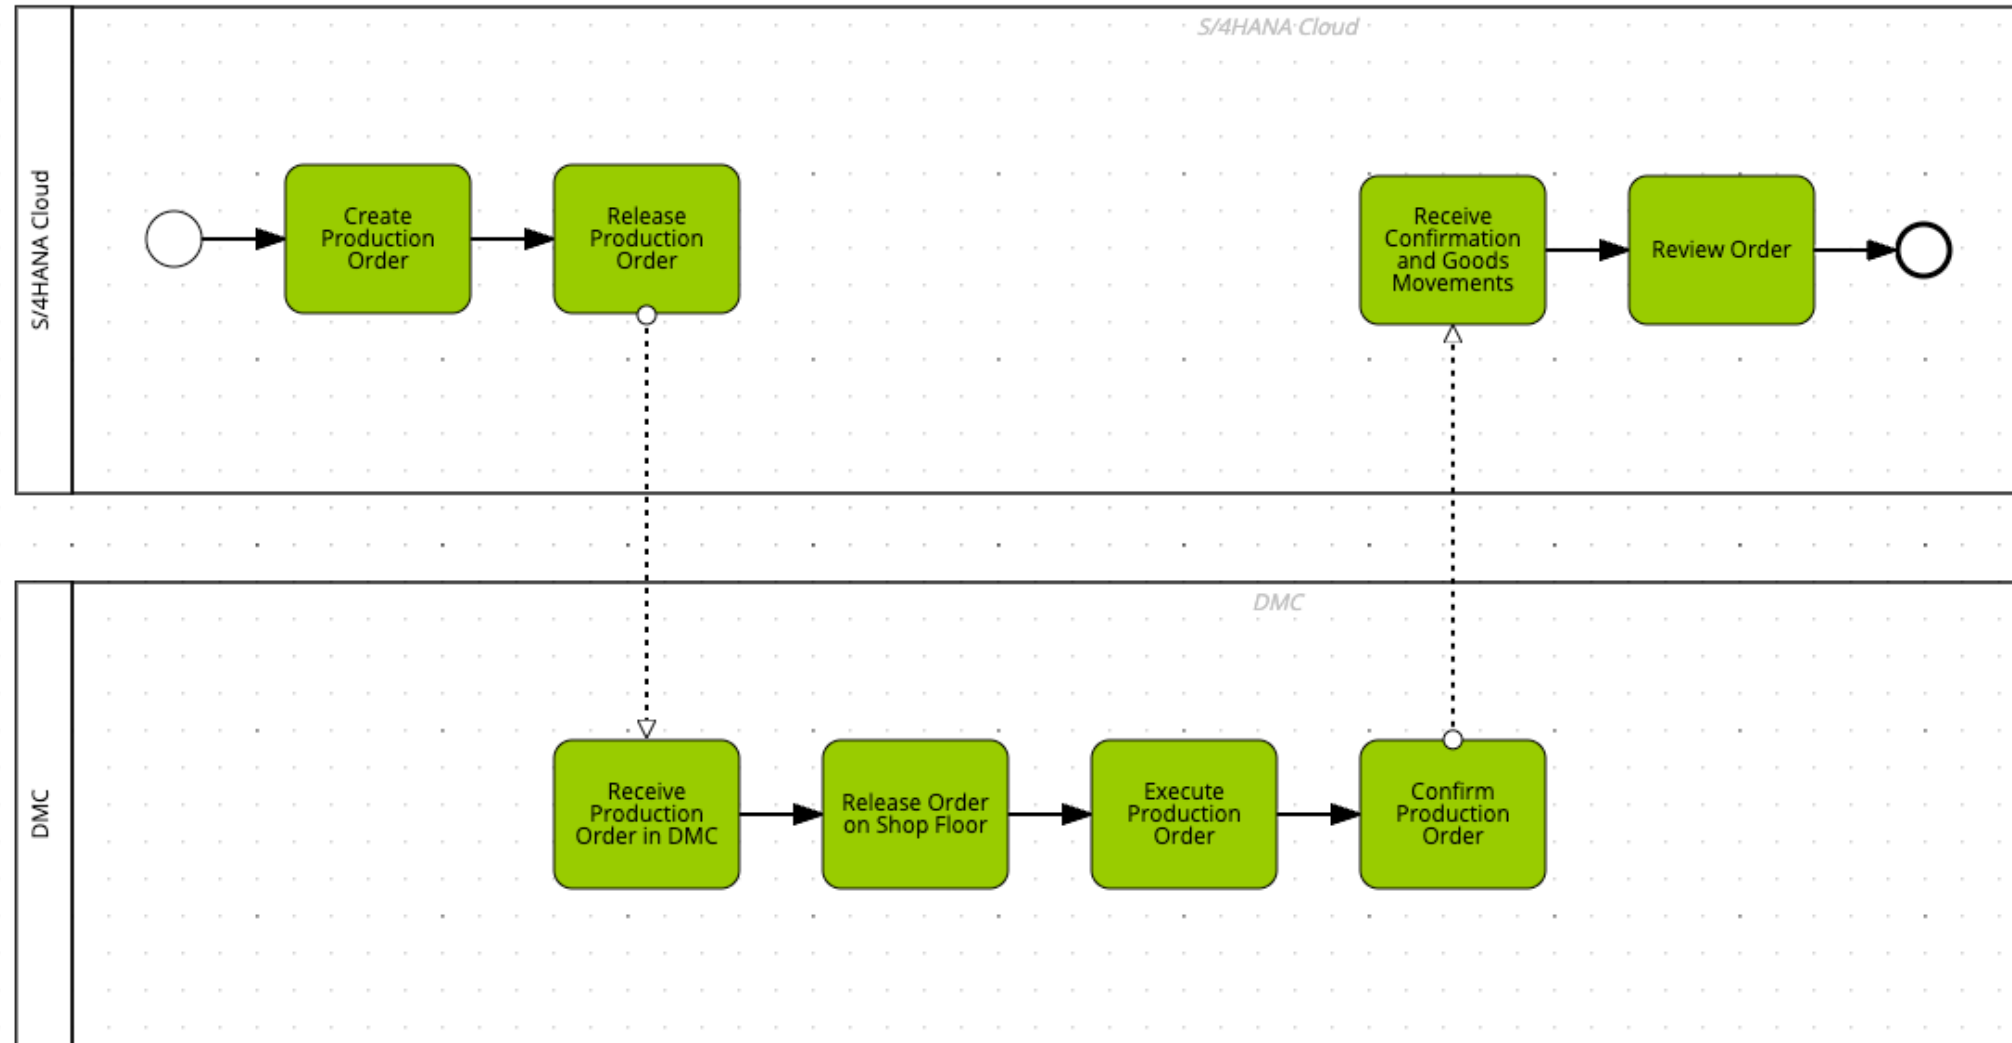 S/4HANA Cloud
S/4HANA Cloud
Create
Production
Order
Release
Production
Order
Receive
Confirmation
and Goods
Movements
Review Order
DMC
DMC
Receive
Production
Order in DMC
Release Order
on Shop Floor
Execute
Production
Order
Confirm
Production
Order